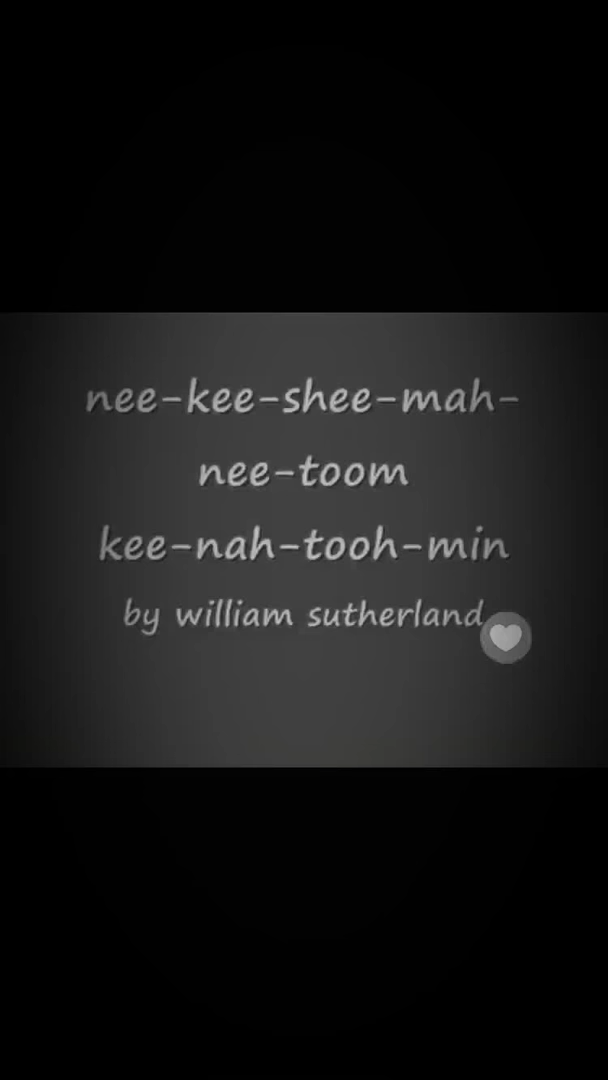 nee-kee-shee-mah-
nee-toom
kee-nah-tooh-min
by william sutherland